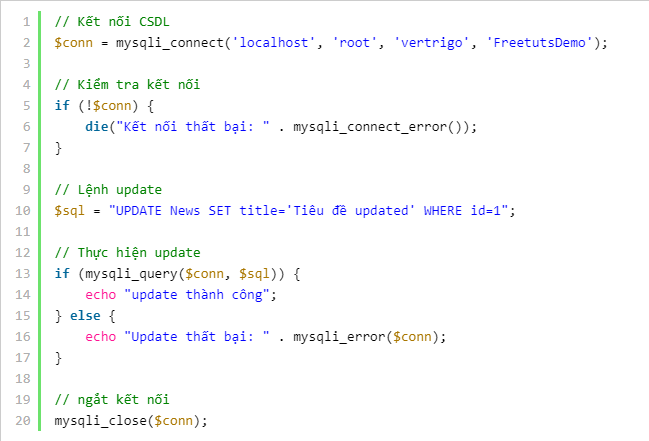 1 // Kết nối CSDL
2 $conn = mysqli_connect('localhost', 'root', 'vertrigo', 'FreetutsDemo');
3
4 // Kiểm tra kết nối
5 if (!$conn) {
6     die("Kết nối thất bại: " . mysqli_connect_error());
7 }
8
9 // Lệnh update
10 $sql = "UPDATE News SET title='Tiêu đề updated' WHERE id=1";
11
12 // Thực hiện update
13 if (mysqli_query($conn, $sql)) {
14     echo "update thành công";
15 } else {
16     echo "Update thất bại: " . mysqli_error($conn);
17 }
18
19 // ngắt kết nối
20 mysqli_close($conn);